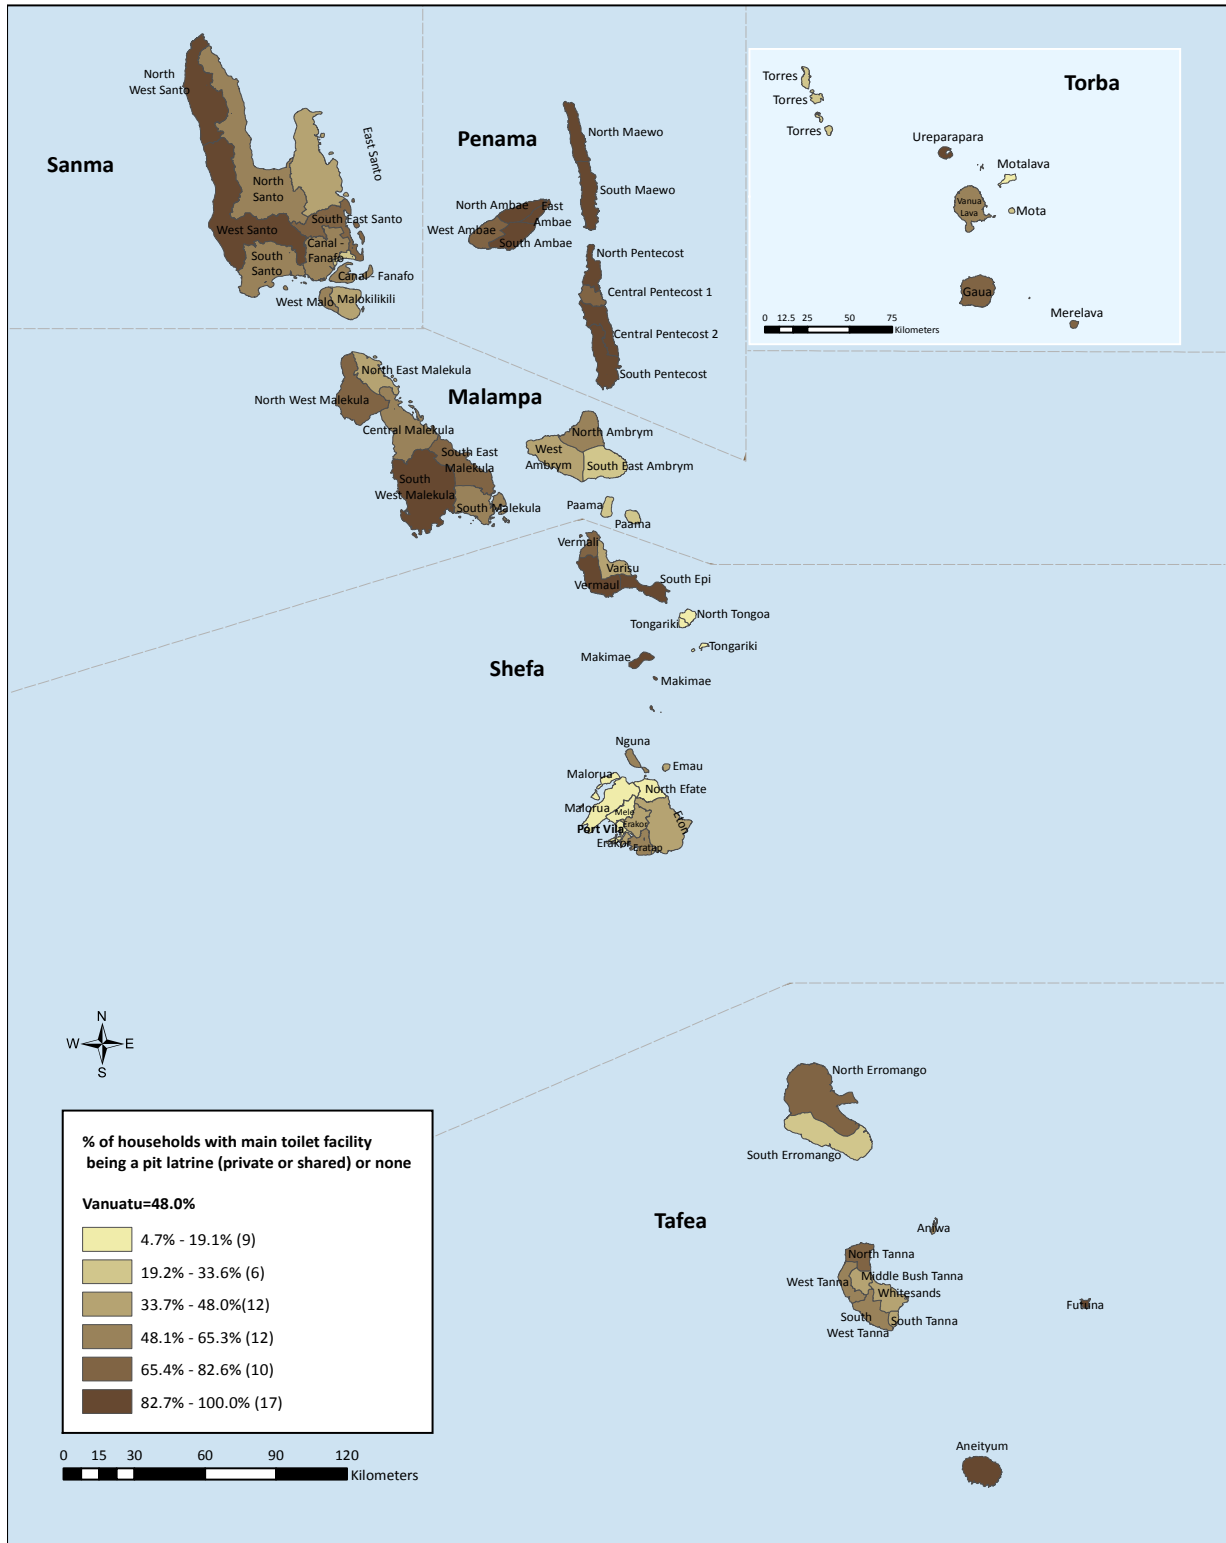 North
West Santo
Sanma
East Santo
North
Santo
South East Santo
West Santo
Canal -
Fanafo
South
Santo
Canal - Fanafo
West Malo
Malokilikili
Penama
North Maewo
South Maewo
North Ambae
East
Ambae
West Ambae
South Ambae
North Pentecost
Central Pentecost 1
Central Pentecost 2
South Pentecost
Torba
Torres
Torres
Torres
Ureparapara
Motalava
Vanua
Lava
Mota
Gaua
Merelava
0 12.5 25 50 75
Kilometers
North East Malekula
North West Malekula
Malampa
Central Malekula
North Ambrym
West
Ambrym
South East Ambrym
South East
Malekula
South
West Malekula
South Malekula
Paama
Paama
Vermali
Varisu
Vermaul
South Epi
North Tongoa
Tongariki
Tongariki
Shefa
Makimae
Makimae
Nguna
Emau
Malorua
North Efate
Malorua
Mele
Eton
Port Vila
Erakor
Erakor
Eratap
N
W E
S
North Erromango
South Erromango
Tafea
Aniwa
North Tanna
Middle Bush Tanna
West Tanna
Whitesands
Futuna
South Tanna
South
West Tanna
Aneityum
% of households with main toilet facility
being a pit latrine (private or shared) or none
Vanuatu=48.0%
4.7% - 19.1% (9)
19.2% - 33.6% (6)
33.7% - 48.0%(12)
48.1% - 65.3% (12)
65.4% - 82.6% (10)
82.7% - 100.0% (17)
0 15 30 60 90 120
Kilometers